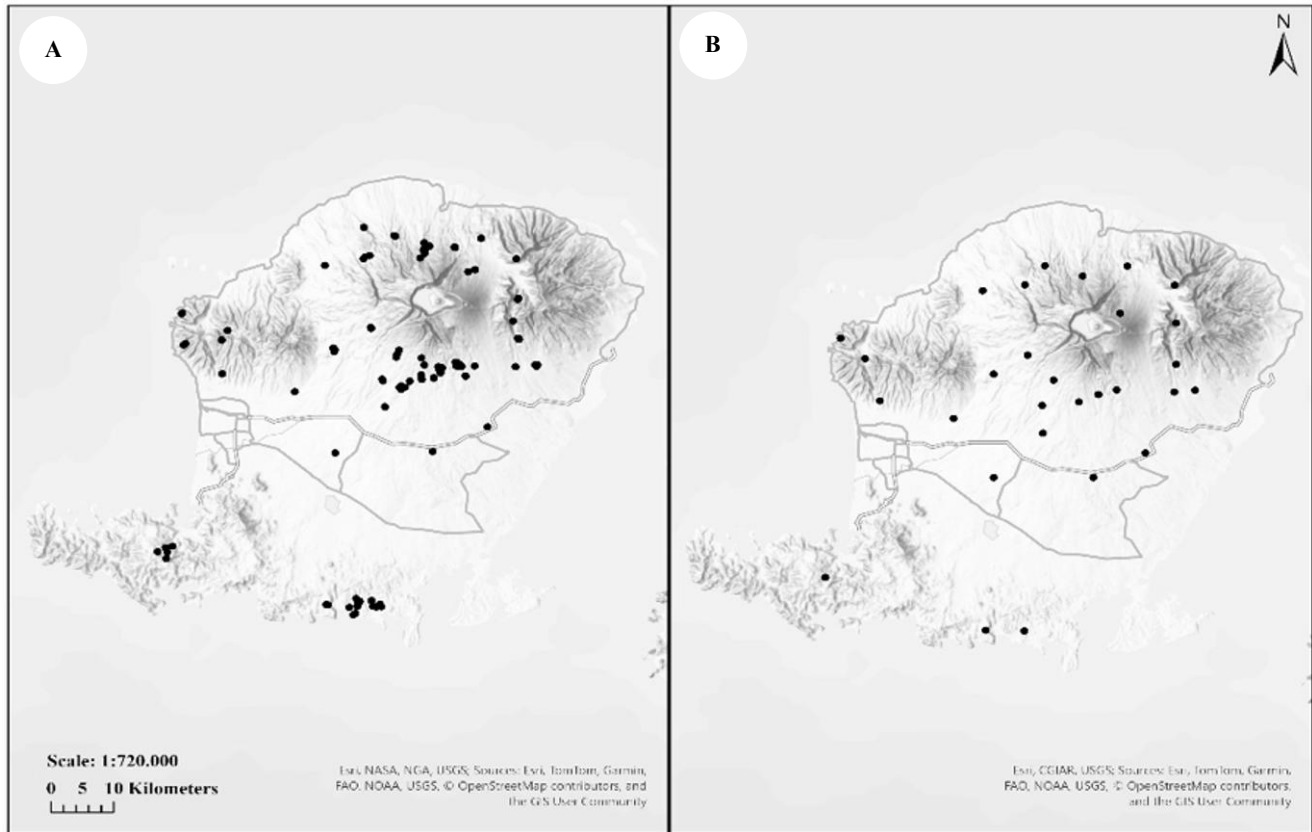 A
B
N
Scale: 1:720.000
0 5 10 Kilometers
Esri, NASA, NGA, USGS; Sources: Esri, TomTom, Garmin,
FAO, NOAA, USGS, © OpenStreetMap contributors, and
the GIS User Community
Esri, CGIAR, USGS; Sources: Esri, TomTom, Garmin,
FAO, NOAA, USGS, © OpenStreetMap contributors,
and the GIS User Community